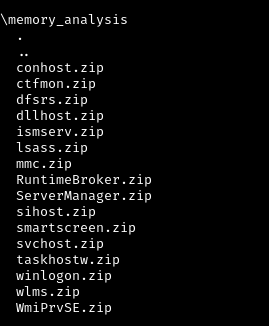 \memory_analysis
.
..
conhost.zip
ctfmon.zip
dfsrs.zip
dllhost.zip
ismserv.zip
lsass.zip
mmc.zip
RuntimeBroker.zip
ServerManager.zip
sihost.zip
smartscreen.zip
svchost.zip
taskhostw.zip
winlogon.zip
wlms.zip
WmiPrvSE.zip